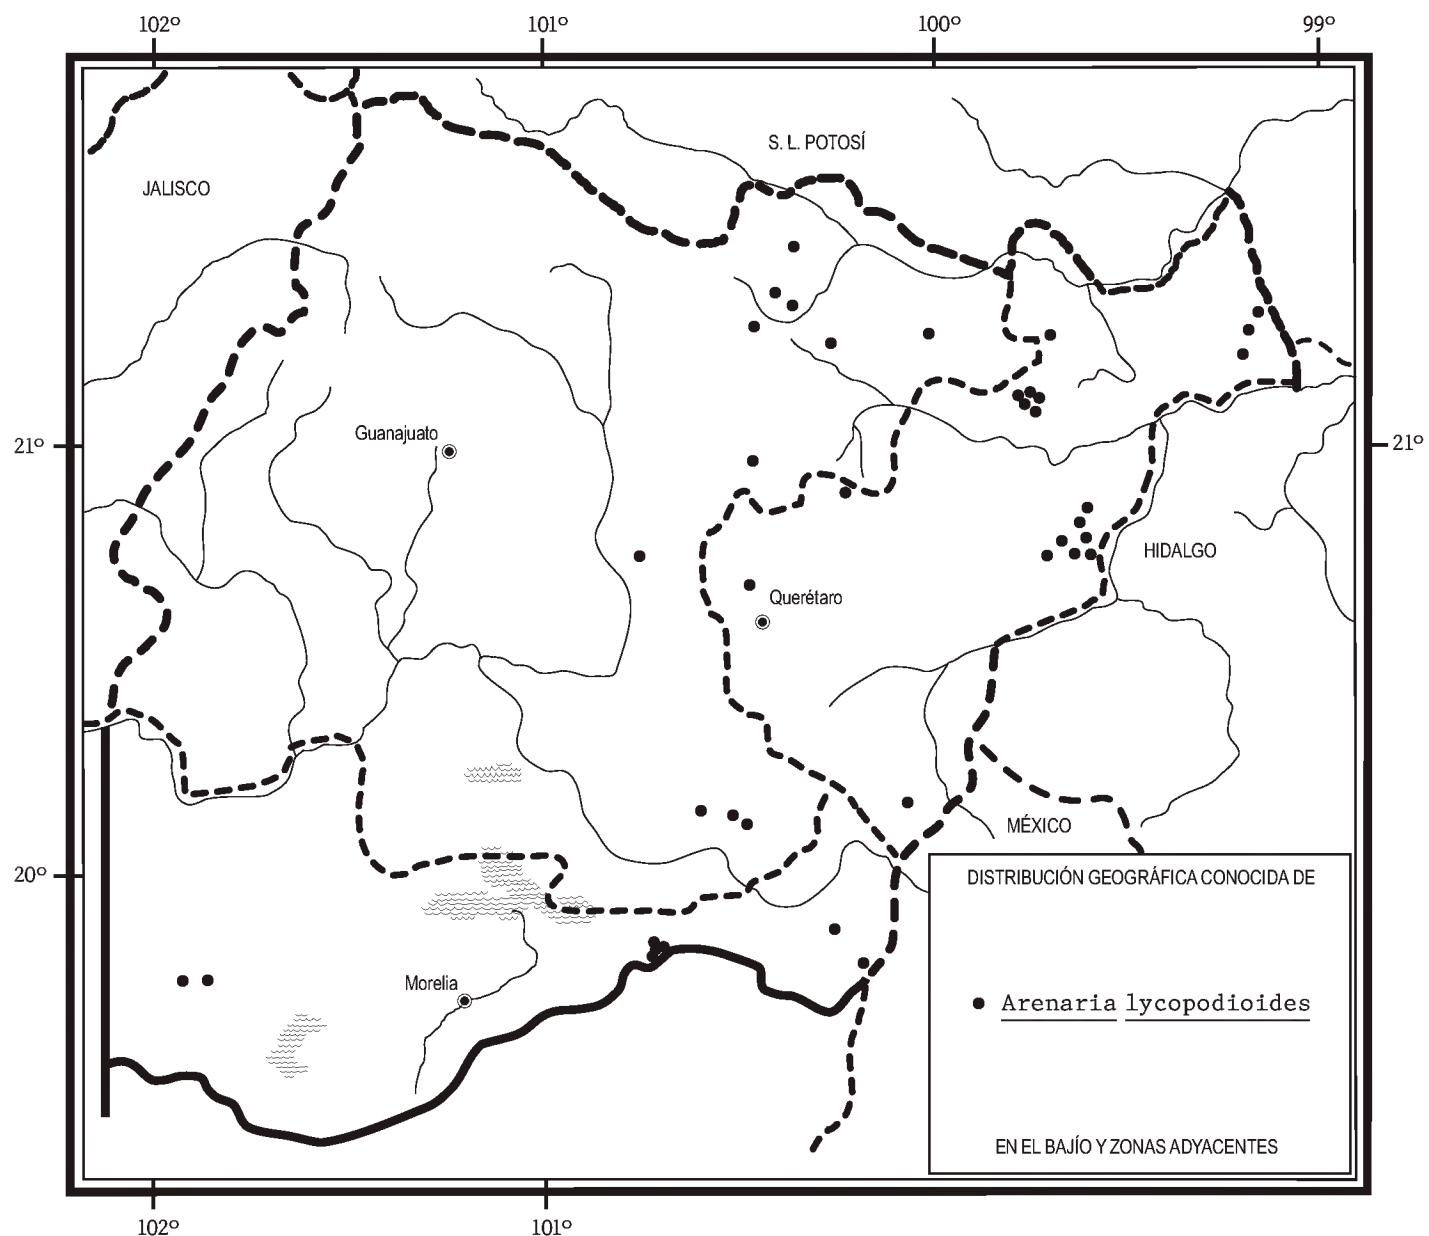 102º 101º 100º 99º
S. L. POTOSÍ
JALISCO
Guanajuato
21º 21º
HIDALGO
Querétaro
MÉXICO
20º
DISTRIBUCIÓN GEOGRÁFICA CONOCIDA DE
Morelia
Arenaria lycopodioides
EN EL BAJÍO Y ZONAS ADYACENTES
102º 101º